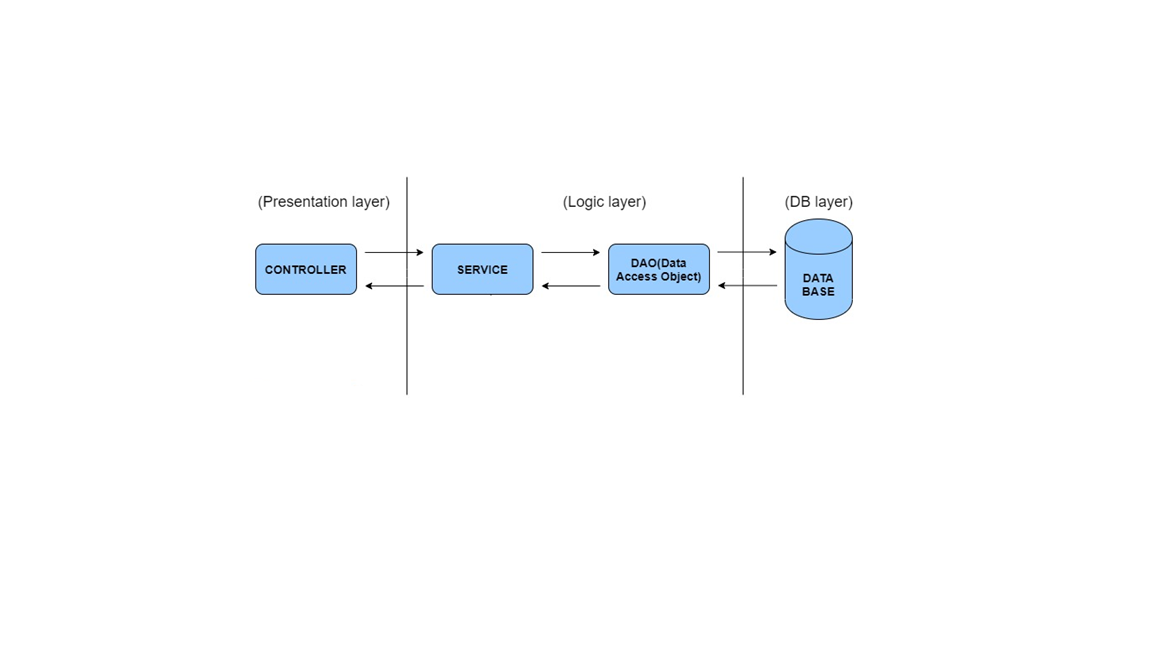 (Presentation layer)
(Logic layer)
(DB layer)
CONTROLLER
SERVICE
DAO(Data
Access Object)
DATA
BASE